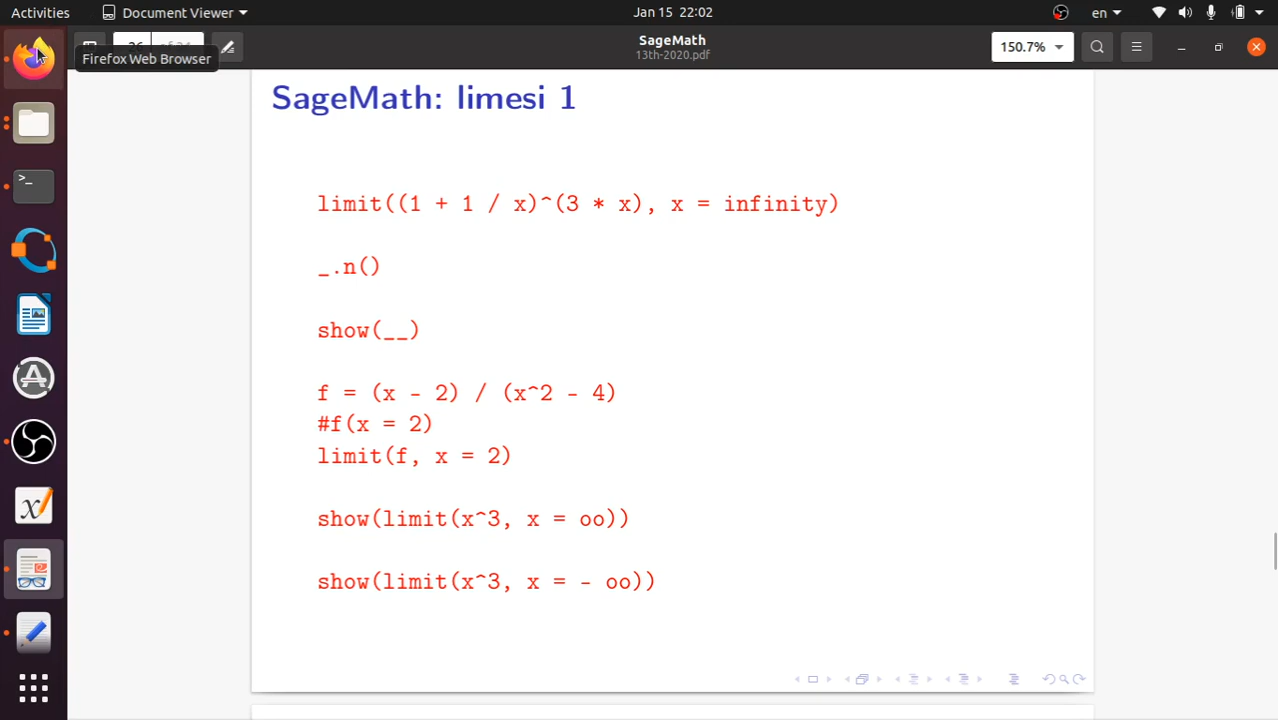 Activities
Document Viewer
Jan 15 22:02
en
SageMath
13th-2020.pdf
150.7%
Firefox Web Browser
SageMath: limesi 1
limit((1 + 1 / x)^(3 * x), x = infinity)
_.n()
show(__)
f = (x - 2) / (x^2 - 4)
#f(x = 2)
limit(f, x = 2)
show(limit(x^3, x = oo))
show(limit(x^3, x = - oo))